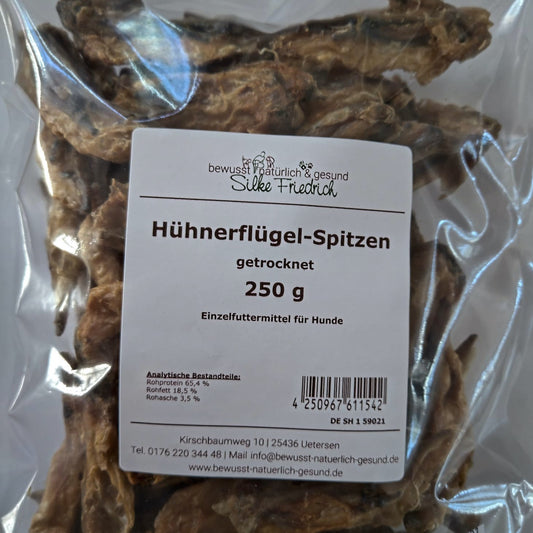 bewusst natürlich & gesund
Silke Friedrich
Hühnerflügel-Spitzen
getrocknet
250 g
Einzelfuttermittel für Hunde
Analytische Bestandteile:
Rohprotein 65,4 %
Rohfett 18,5 %
Rohasche 3,5 %
4 250967 611542
DE SH 1 59021
Kirschbaumweg 10 | 25436 Uetersen
Tel. 0176 220 344 48 | Mail info@bewusst-natuerlich-gesund.de
www.bewusst-natuerlich-gesund.de